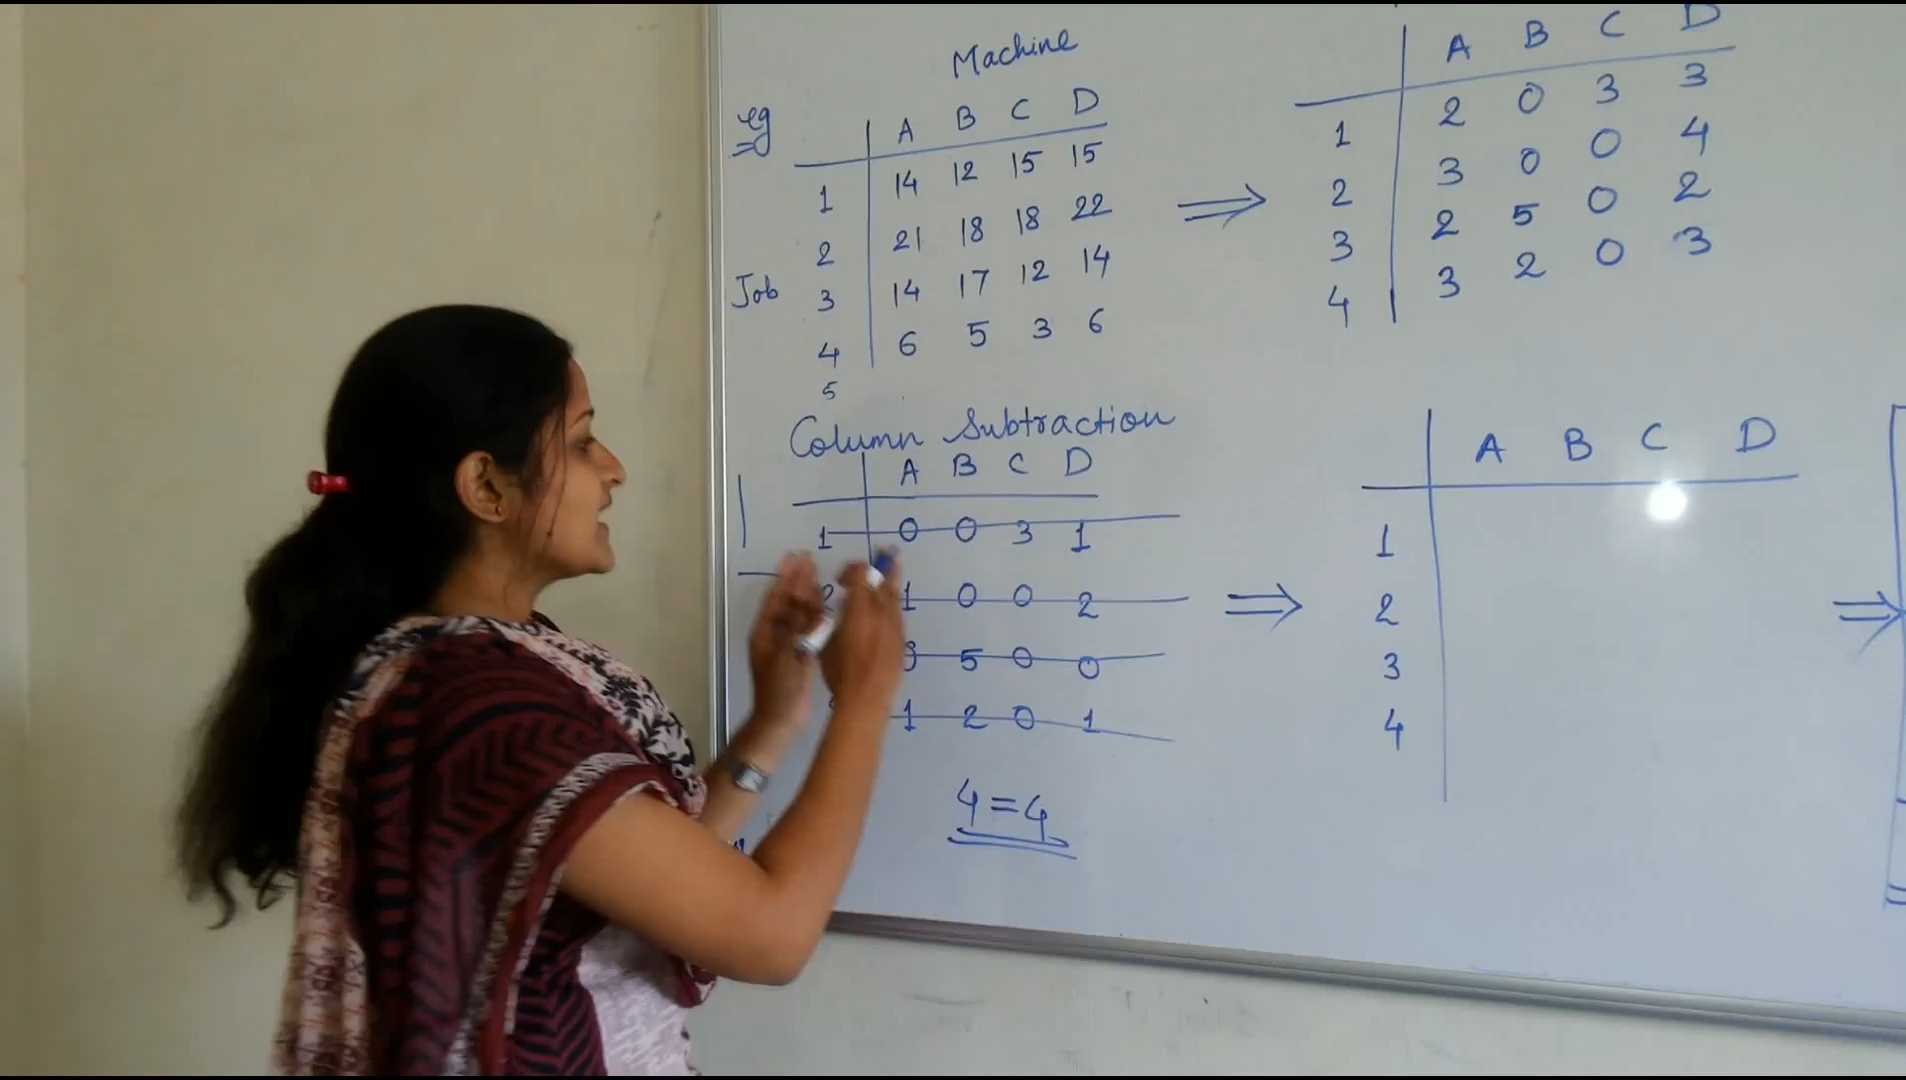 Machine
eg
A B C D
1 14 12 15 15
2 21 18 18 22
Job 3 14 17 12 14
4 6 5 3 6
5
⇒
A B C D
1 2 0 3 3
2 3 0 0 4
3 2 5 0 2
4 3 2 0 3
Column Subtraction
A B C D
1 0 0 3 1
2 1 0 0 2
5 0 0
1 2 0 1
4=4
⇒
A B C D
1
2
3
4
⇒